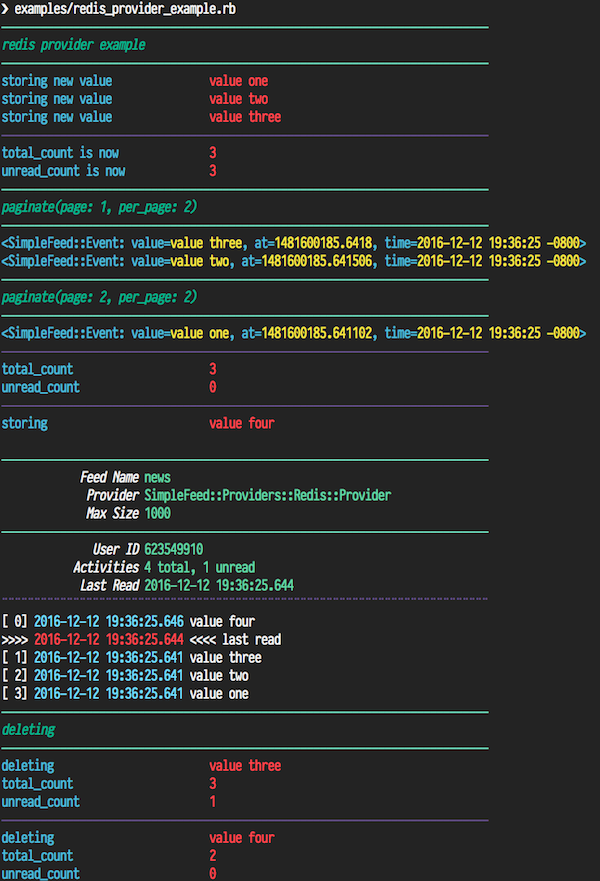 ❯ examples/redis_provider_example.rb
redis provider example
storing new value value one
storing new value value two
storing new value value three
total_count is now 3
unread_count is now 3
paginate(page: 1, per_page: 2)
<SimpleFeed::Event: value=value three, at=1481600185.6418, time=2016-12-12 19:36:25 -0800>
<SimpleFeed::Event: value=value two, at=1481600185.641506, time=2016-12-12 19:36:25 -0800>
paginate(page: 2, per_page: 2)
<SimpleFeed::Event: value=value one, at=1481600185.641102, time=2016-12-12 19:36:25 -0800>
total_count 3
unread_count 0
storing value four
Feed Name news
Provider SimpleFeed::Providers::Redis::Provider
Max Size 1000
User ID 623549910
Activities 4 total, 1 unread
Last Read 2016-12-12 19:36:25.644
[ 0] 2016-12-12 19:36:25.646 value four
>>>> 2016-12-12 19:36:25.644 <<<< last read
[ 1] 2016-12-12 19:36:25.641 value three
[ 2] 2016-12-12 19:36:25.641 value two
[ 3] 2016-12-12 19:36:25.641 value one
deleting
deleting value three
total_count 3
unread_count 1
deleting value four
total_count 2
unread_count 0